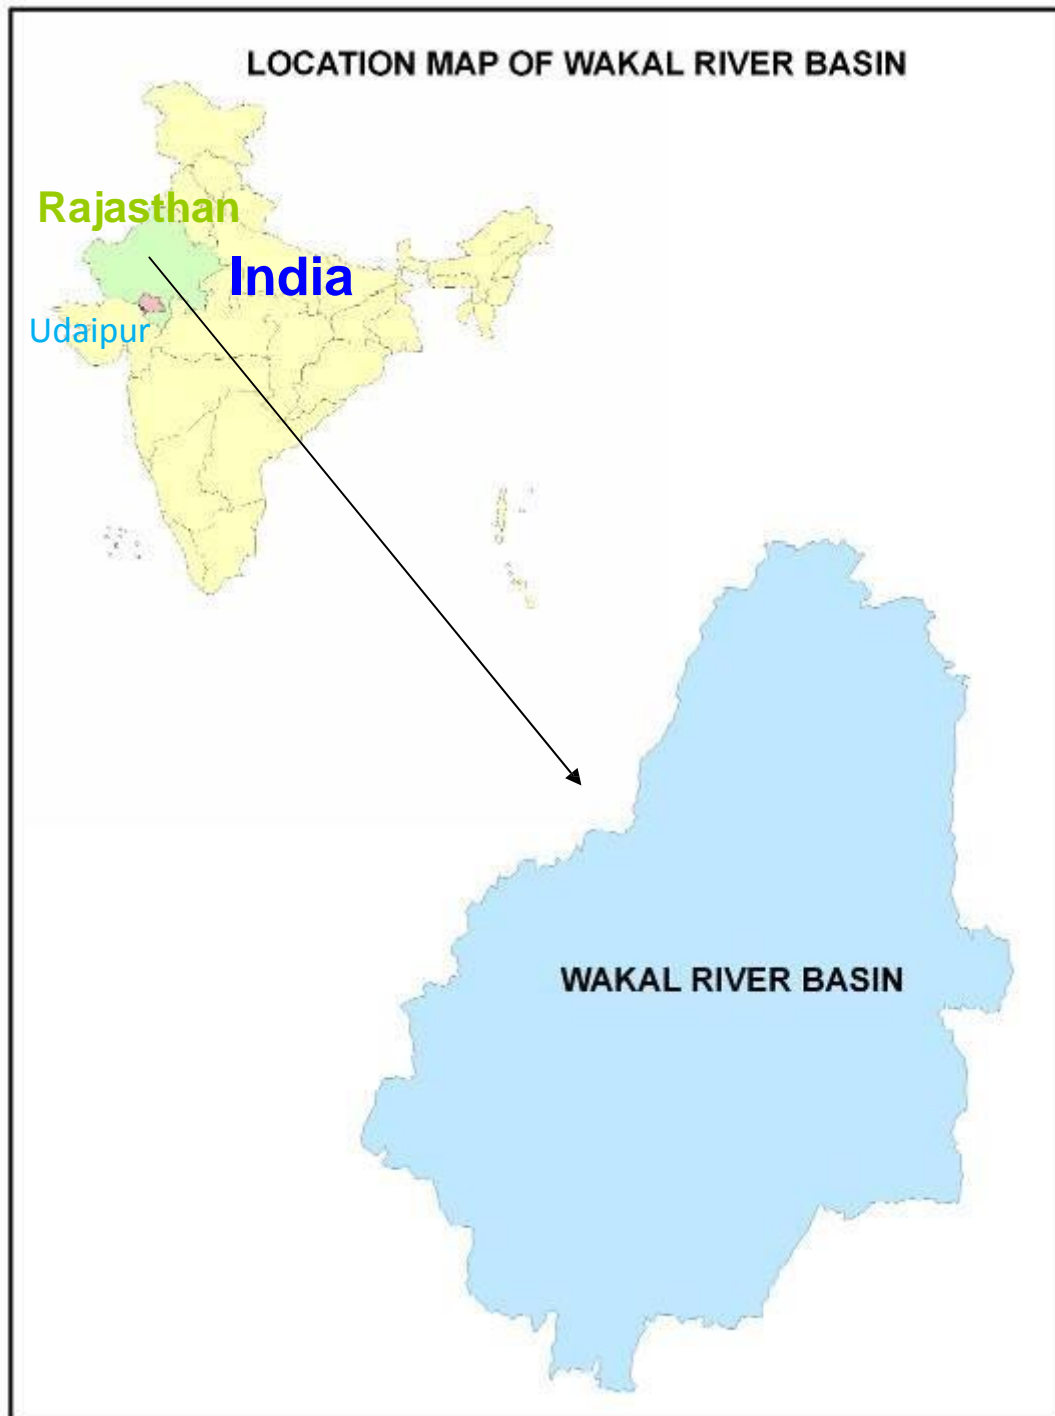 LOCATION MAP OF WAKAL RIVER BASIN
Rajasthan
India
Udaipur
WAKAL RIVER BASIN